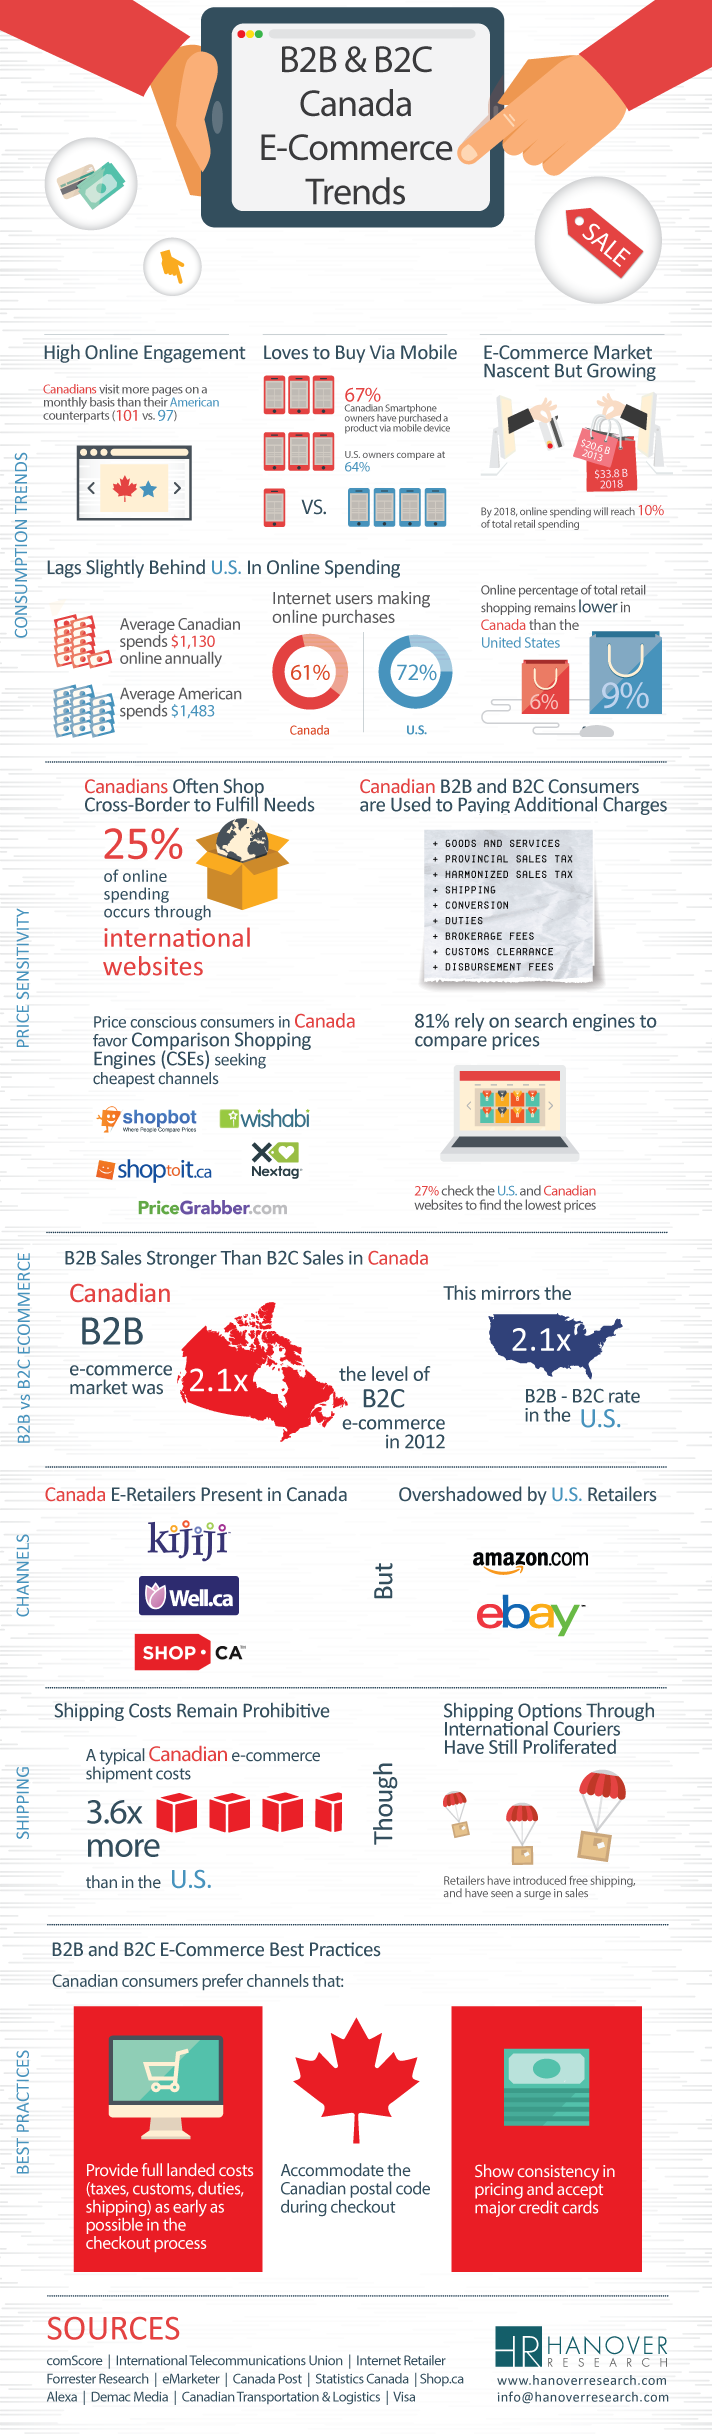 B2B & B2C
Canada
E-Commerce
Trends
SALE
CONSUMPTION TRENDS
High Online Engagement
Canadians visit more pages on a
monthly basis than their American
counterparts (101 vs. 97)
Loves to Buy Via Mobile
67%
Canadian Smartphone
owners have purchased a
product via mobile device
U.S. owners compare at
64%
VS.
E-Commerce Market
Nascent But Growing
$20.6 B
2013
$33.8 B
2018
By 2018, online spending will reach 10%
of total retail spending
Lags Slightly Behind U.S. In Online Spending
Average Canadian
spends $1,130
online annually
Average American
spends $1,483
Internet users making
online purchases
61%
Canada
72%
U.S.
Online percentage of total retail
shopping remains lower in
Canada than the
United States
6%
9%
PRICE SENSITIVITY
Canadians Often Shop
Cross-Border to Fulfill Needs
25%
of online
spending
occurs through
international
websites
Canadian B2B and B2C Consumers
are Used to Paying Additional Charges
+ GOODS AND SERVICES
+ PROVINCIAL SALES TAX
+ HARMONIZED SALES TAX
+ SHIPPING
+ CONVERSION
+ DUTIES
+ BROKERAGE FEES
+ CUSTOMS CLEARANCE
+ DISBURSEMENT FEES
Price conscious consumers in Canada
favor Comparison Shopping
Engines (CSEs) seeking
cheapest channels
shopbot
Where People Compare Prices
wishabi
shoptoit.ca
Nextag
PriceGrabber.com
81% rely on search engines to
compare prices
27% check the U.S. and Canadian
websites to find the lowest prices
B2B vs B2C ECOMMERCE
B2B Sales Stronger Than B2C Sales in Canada
Canadian
B2B
e-commerce
market was
2.1x
the level of
B2C
e-commerce
in 2012
This mirrors the
2.1x
B2B - B2C rate
in the U.S.
CHANNELS
Canada E-Retailers Present in Canada
kijiji
Well.ca
SHOP • CA™
But
Overshadowed by U.S. Retailers
amazon.com
ebay™
SHIPPING
Shipping Costs Remain Prohibitive
A typical Canadian e-commerce
shipment costs
3.6x
more
than in the U.S.
Though
Shipping Options Through
International Couriers
Have Still Proliferated
Retailers have introduced free shipping,
and have seen a surge in sales
BEST PRACTICES
B2B and B2C E-Commerce Best Practices
Canadian consumers prefer channels that:
Provide full landed costs
(taxes, customs, duties,
shipping) as early as
possible in the
checkout process
Accommodate the
Canadian postal code
during checkout
Show consistency in
pricing and accept
major credit cards
SOURCES
comScore | International Telecommunications Union | Internet Retailer
Forrester Research | eMarketer | Canada Post | Statistics Canada | Shop.ca
Alexa | Demac Media | Canadian Transportation & Logistics | Visa
HR HANOVER
RESEARCH
www.hanoverresearch.com
info@hanoverresearch.com